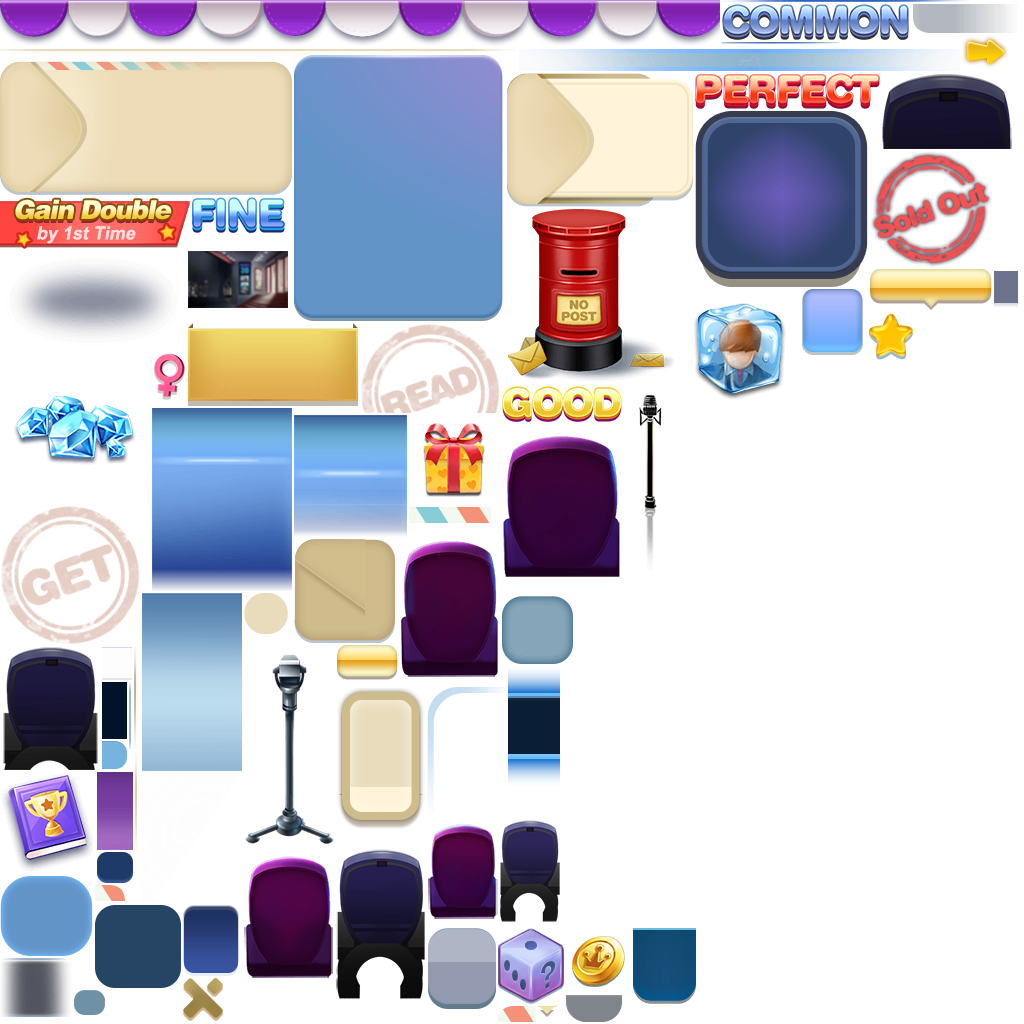 COMMON
PERFECT
Gain Double
by 1st Time
FINE
Sold Out
NO
POST
READ
GOOD
GET
?